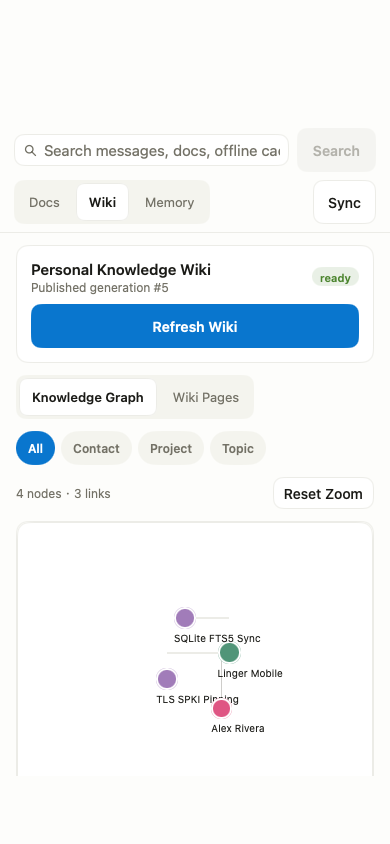 Search messages, docs, offline cac
Search
Docs
Wiki
Memory
Sync
Personal Knowledge Wiki
Published generation #5
ready
Refresh Wiki
Knowledge Graph
Wiki Pages
All
Contact
Project
Topic
4 nodes · 3 links
Reset Zoom
SQLite FTS5 Sync
Linger Mobile
TLS SPKI Pinning
Alex Rivera